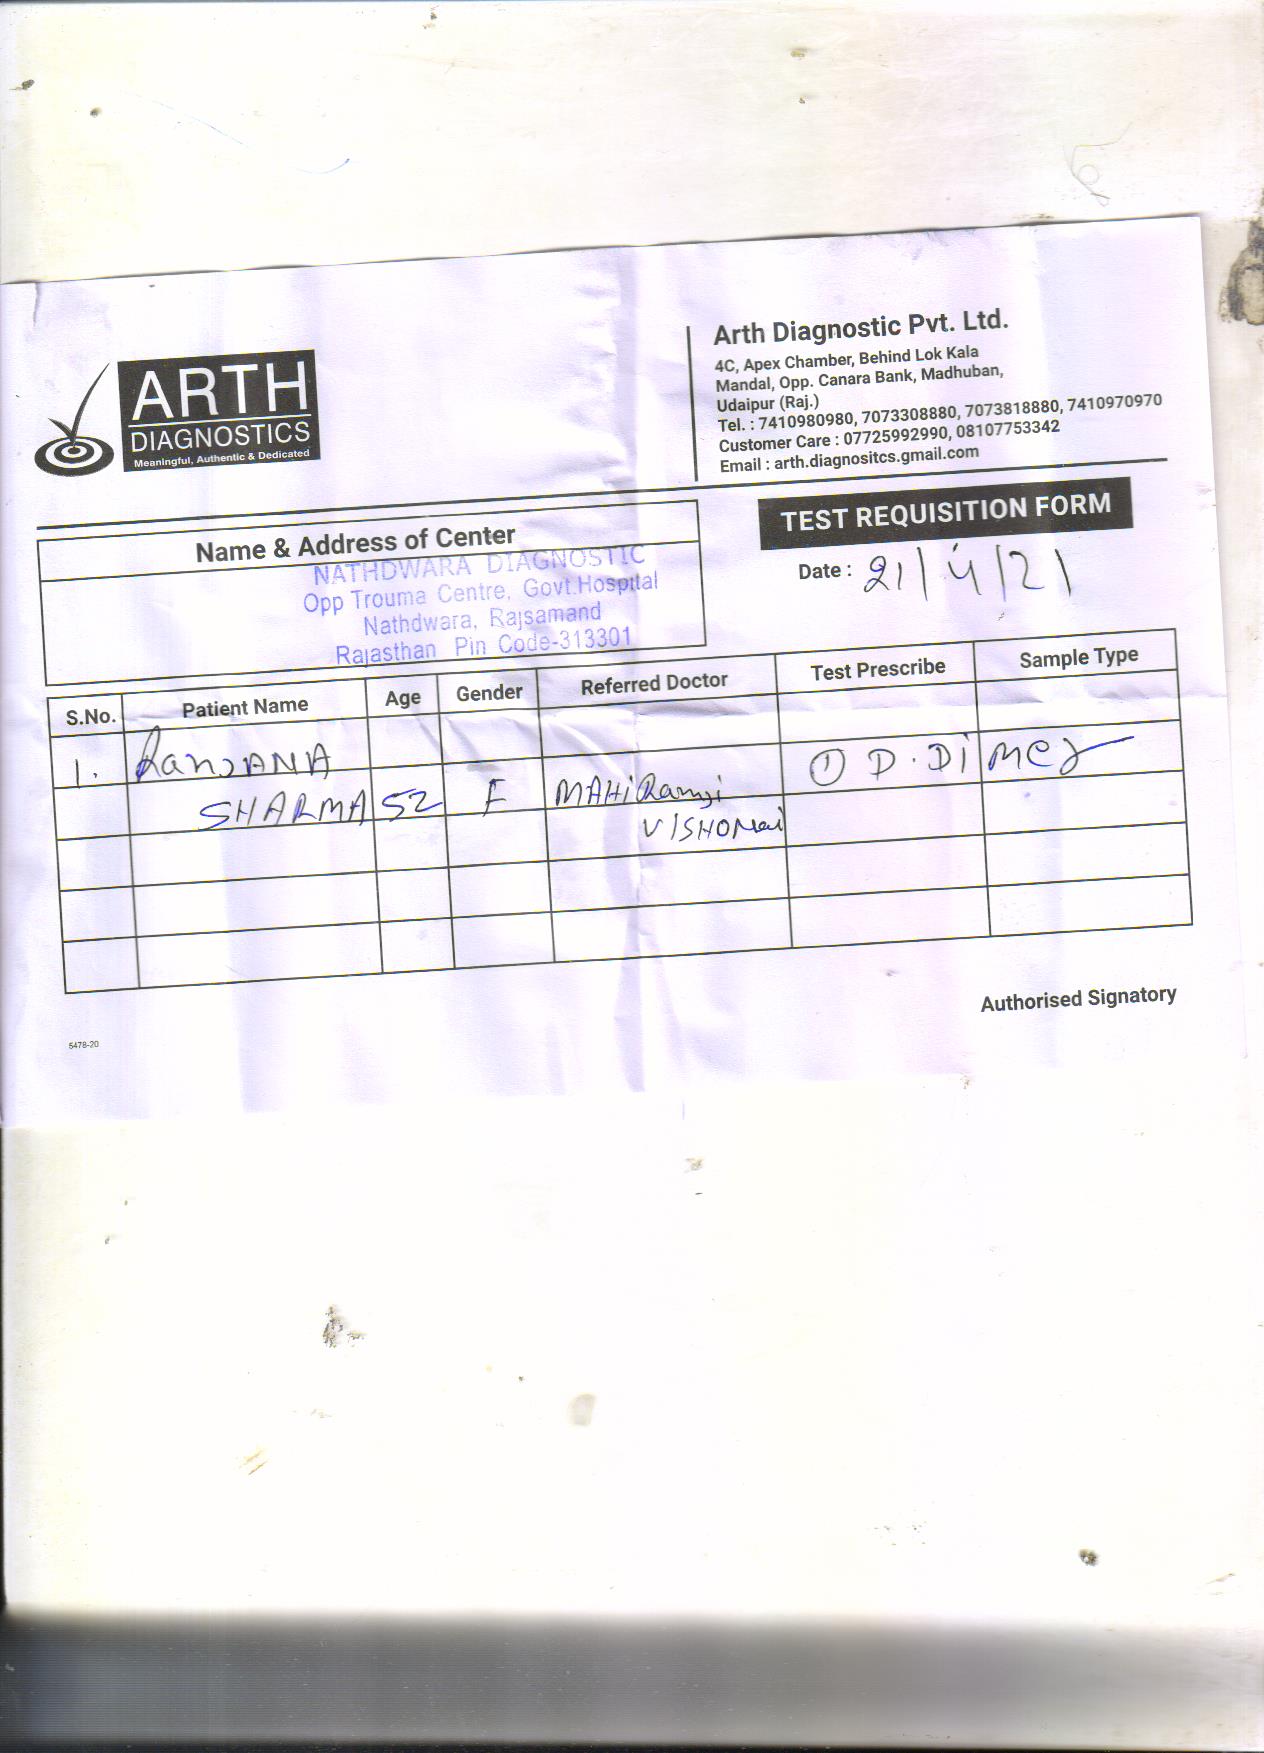 ARTH
DIAGNOSTICS
Meaningful, Authentic & Dedicated
Arth Diagnostic Pvt. Ltd.
4C, Apex Chamber, Behind Lok Kala
Mandal, Opp. Canara Bank, Madhuban,
Udaipur (Raj.)
Tel. : 7410980980, 7073308880, 7073818880, 7410970970
Customer Care : 07725992990, 08107753342
Email : arth.diagnositcs.gmail.com
TEST REQUISITION FORM
Name & Address of Center
NATHDWARA DIAGNOSTIC
Opp Trouma Centre, Govt.Hospital
Nathdwara, Rajsamand
Rajasthan Pin Code-313301
Date : 21/4/21
S.No. Patient Name Age Gender Referred Doctor Test Prescribe Sample Type
1. RanJANA ① D.Di
SHARMA 52 F MAHiRamji
Authorised Signatory
5478-20